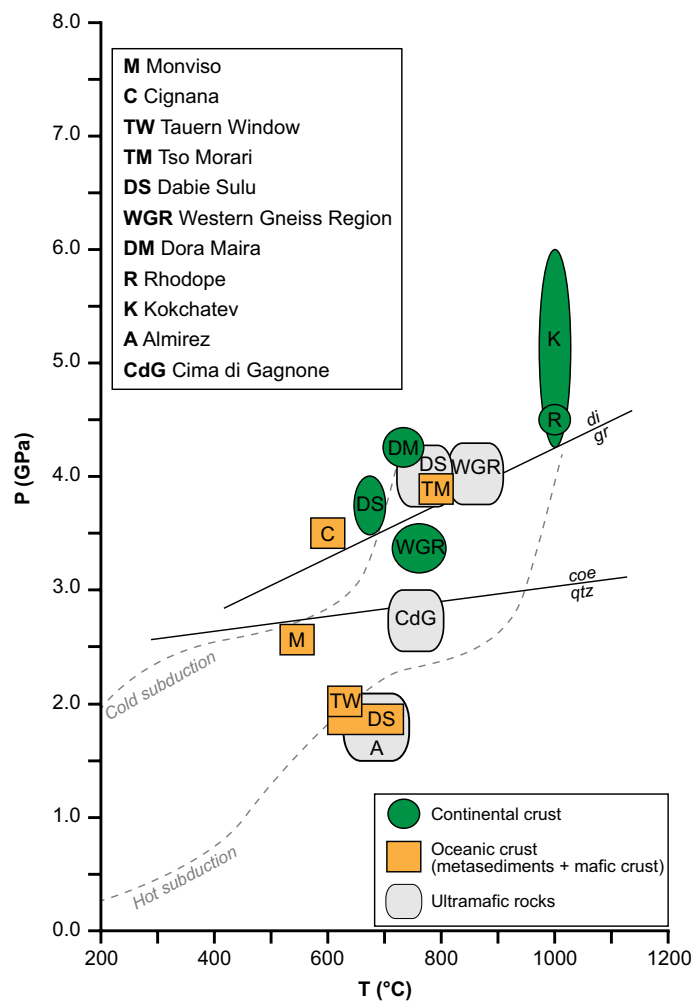 8.0
7.0
6.0
5.0
4.0
3.0
2.0
1.0
0.0
P (GPa)
M Monviso
C Cignana
TW Tauern Window
TM Tso Morari
DS Dabie Sulu
WGR Western Gneiss Region
DM Dora Maira
R Rhodope
K Kokchatev
A Almirez
CdG Cima di Gagnone
K
R
di
gr
DM
DS
WGR
TM
DS
C
WGR
coe
qtz
CdG
M
Cold subduction
TW
DS
A
Hot subduction
Continental crust
Oceanic crust
(metasediments + mafic crust)
Ultramafic rocks
200
400
600
800
1000
1200
T (°C)